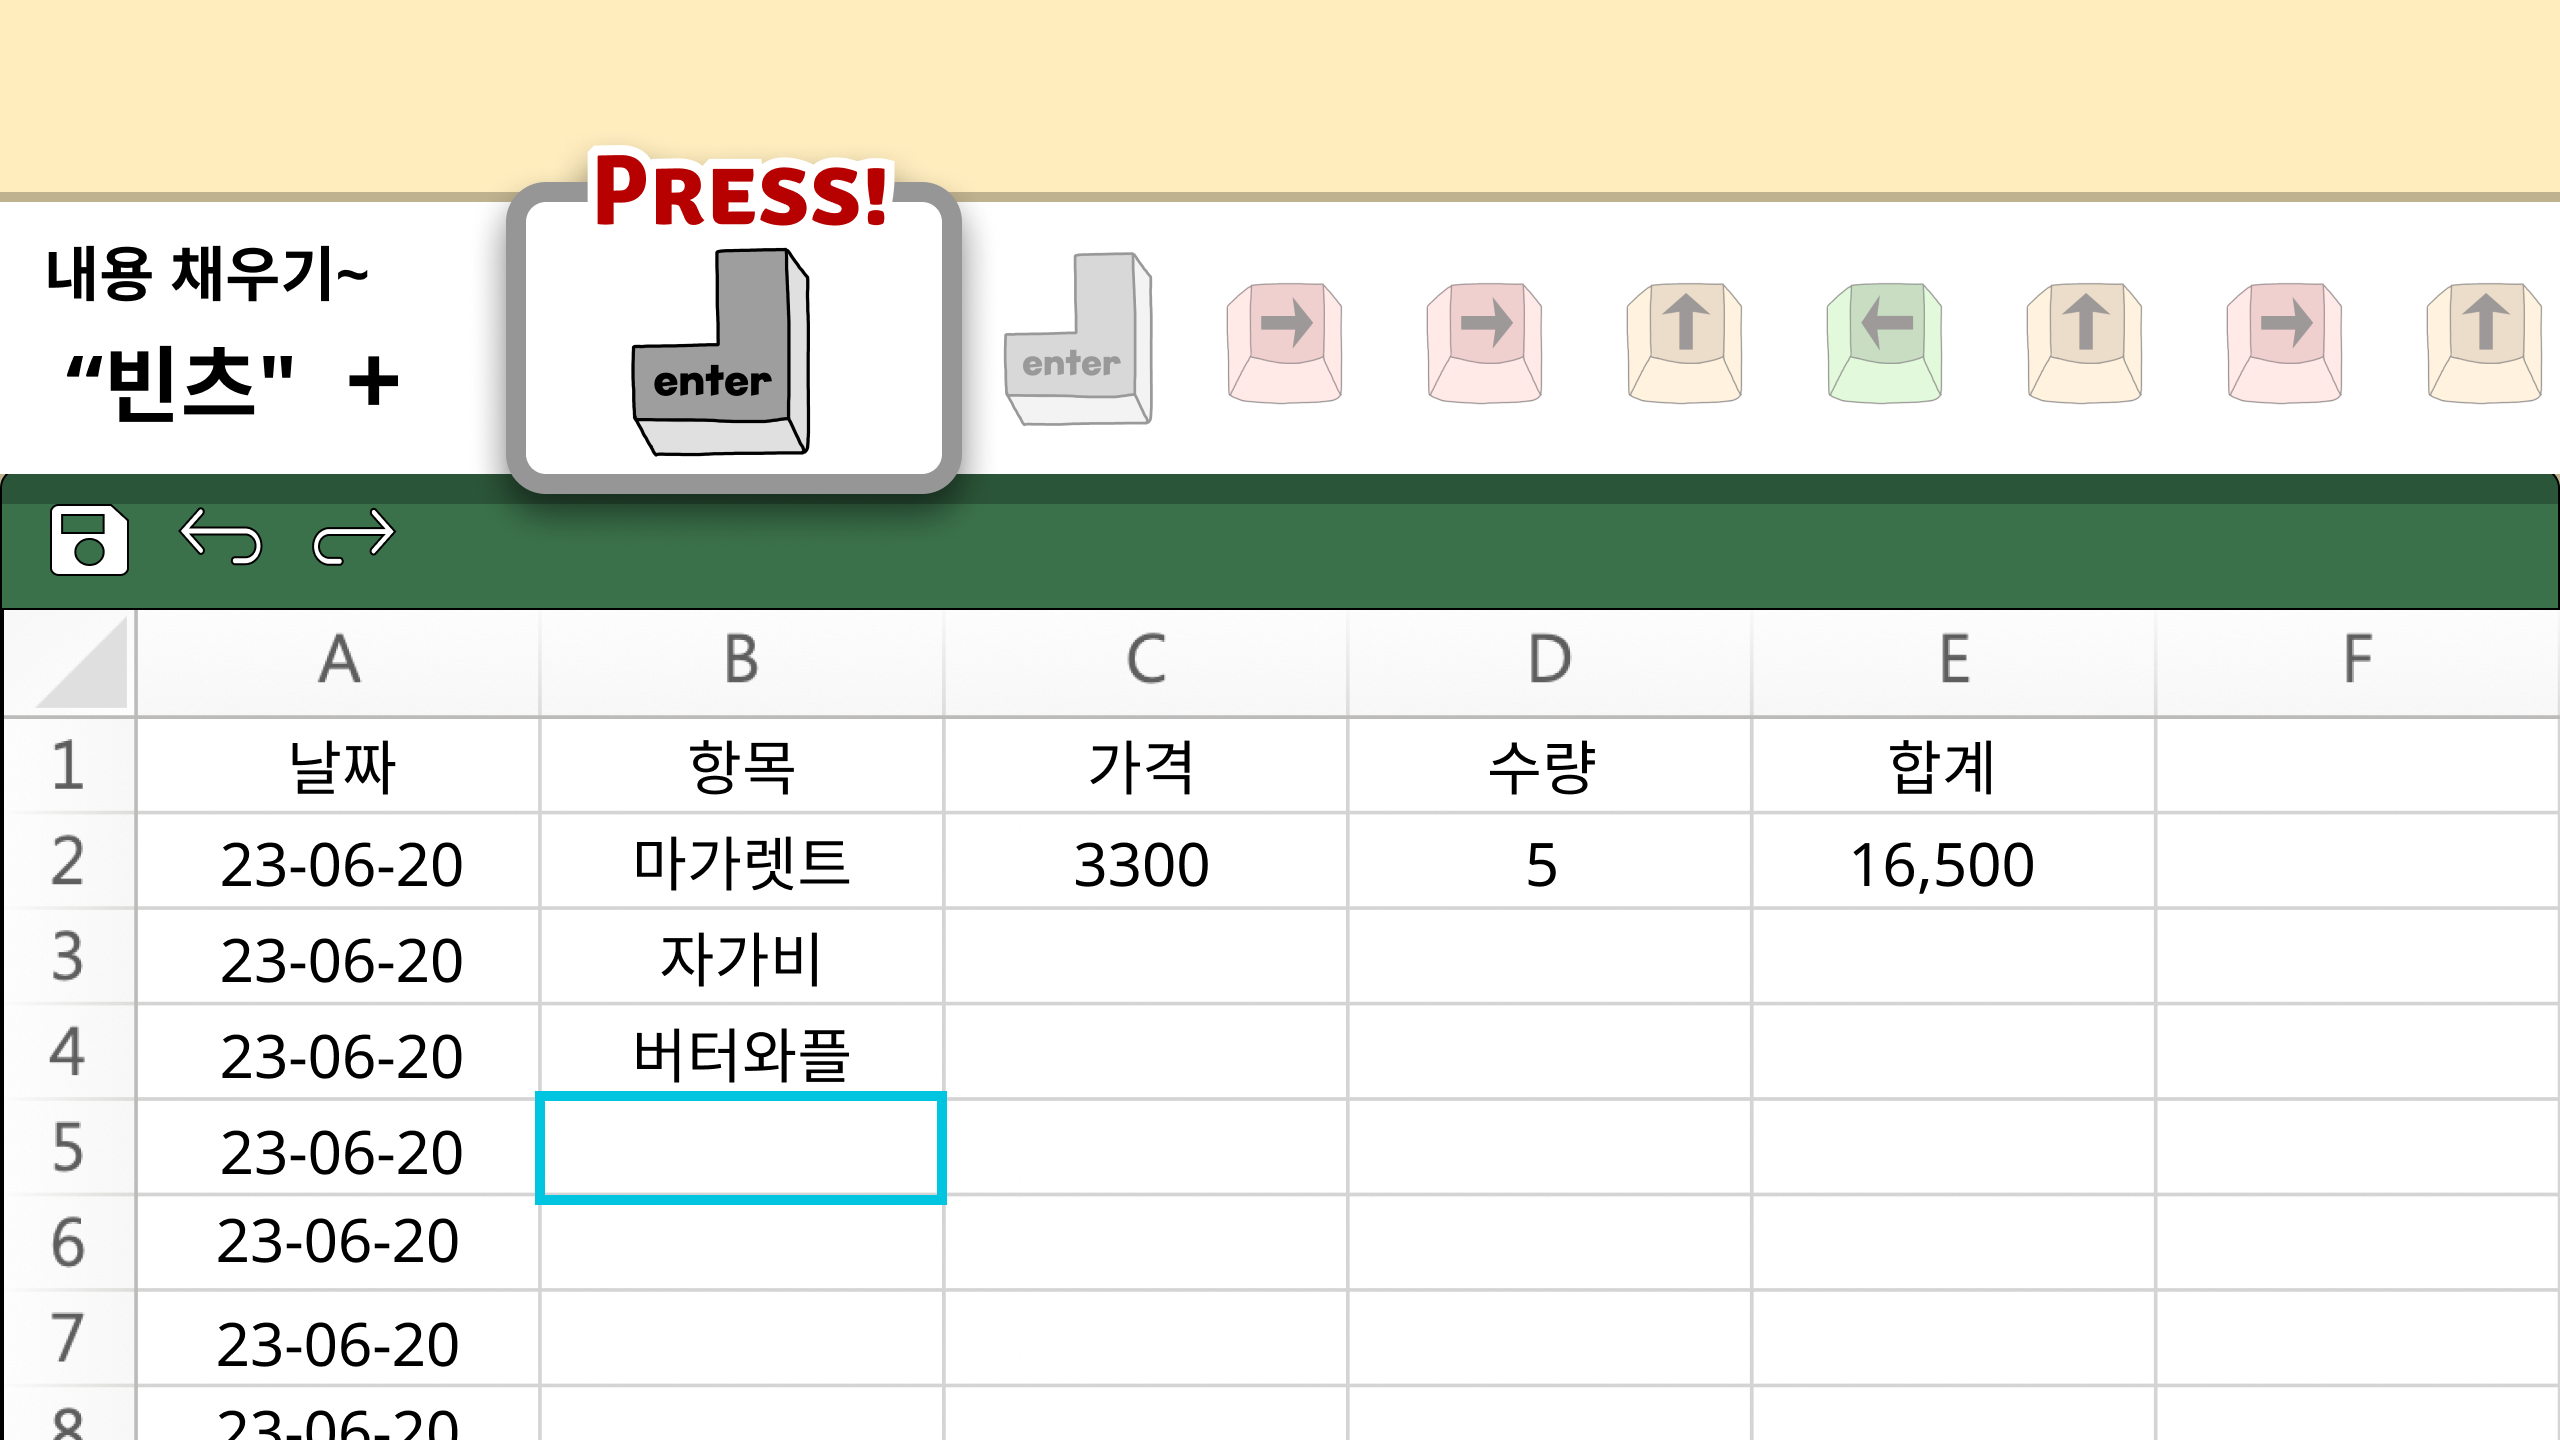 PRESS!
내용 채우기~
“빈츠" +
enter
enter
A B C D E F
1 날짜 항목 가격 수량 합계
2 23-06-20 마가렛트 3300 5 16,500
3 23-06-20 자가비
4 23-06-20 버터와플
5 23-06-20
6 23-06-20
7 23-06-20
8 23-06-20